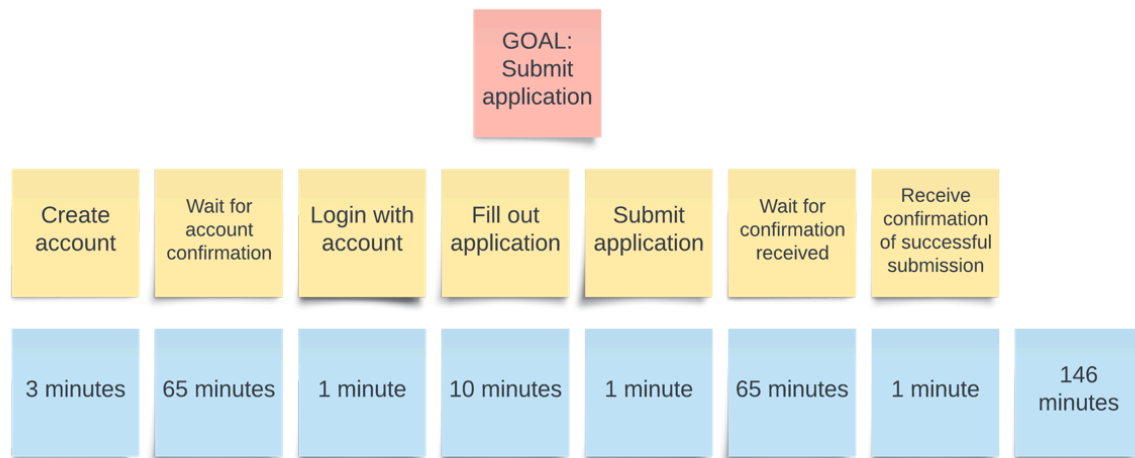 GOAL:
Submit
application
Create
account
Wait for
account
confirmation
Login with
account
Fill out
application
Submit
application
Wait for
confirmation
received
Receive
confirmation
of successful
submission
3 minutes
65 minutes
1 minute
10 minutes
1 minute
65 minutes
1 minute
146
minutes